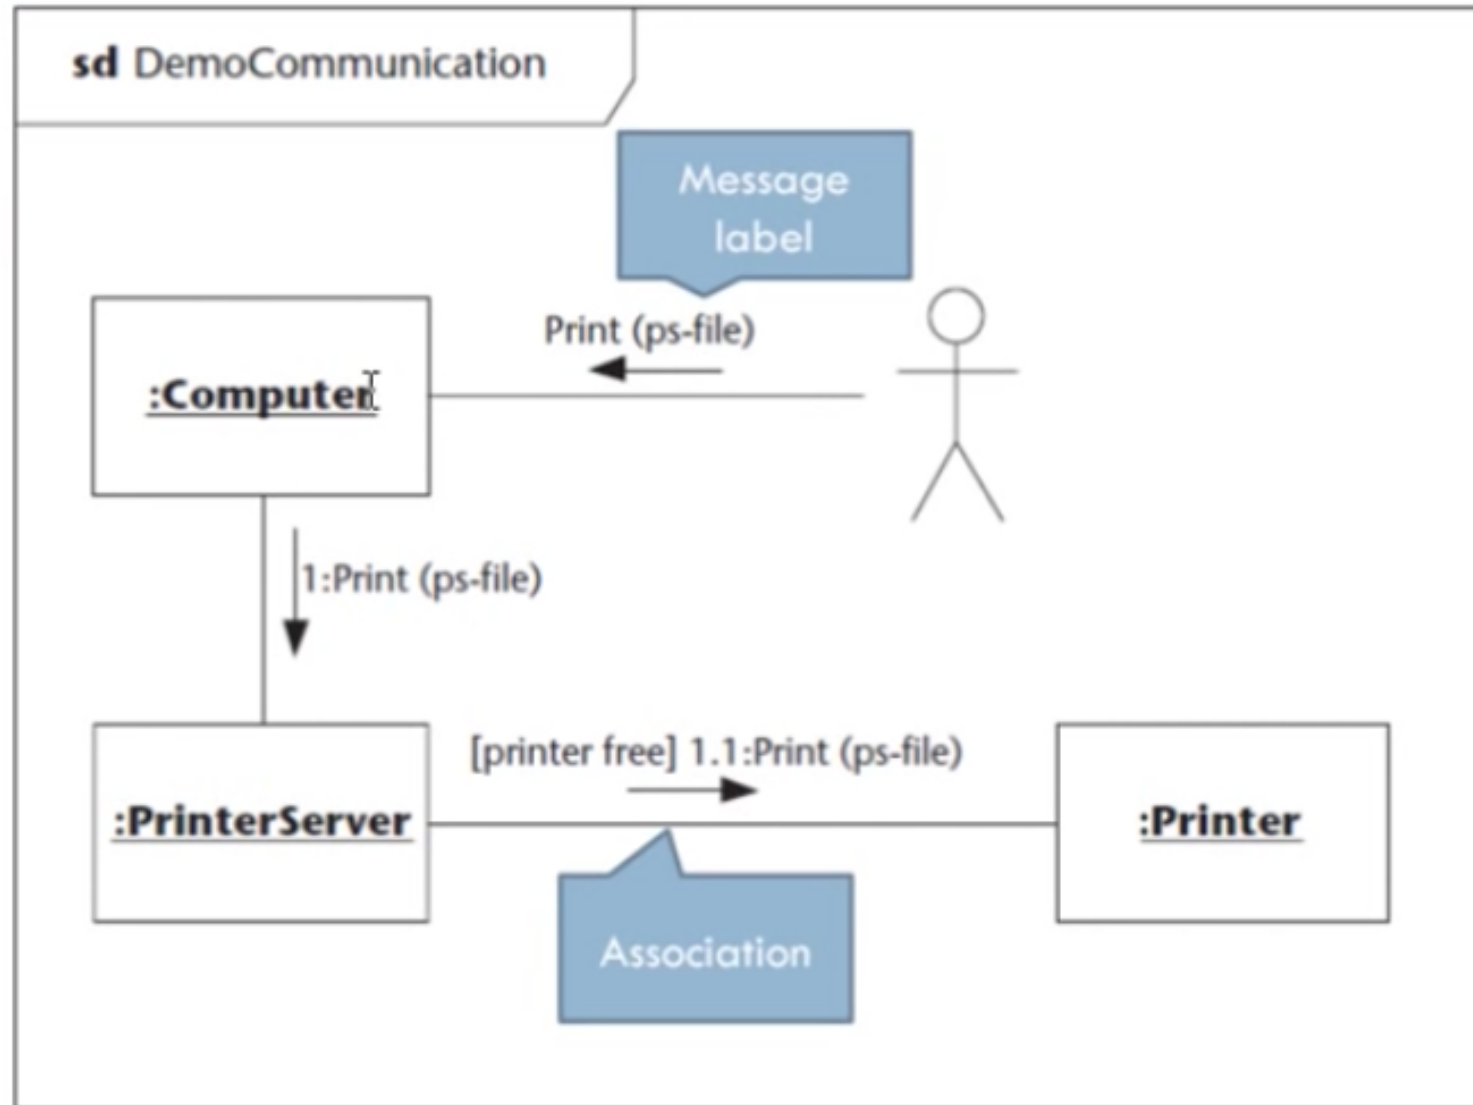 sd DemoCommunication
Message
label
Print (ps-file)
:Computer
1:Print (ps-file)
[printer free] 1.1:Print (ps-file)
:PrinterServer
:Printer
Association